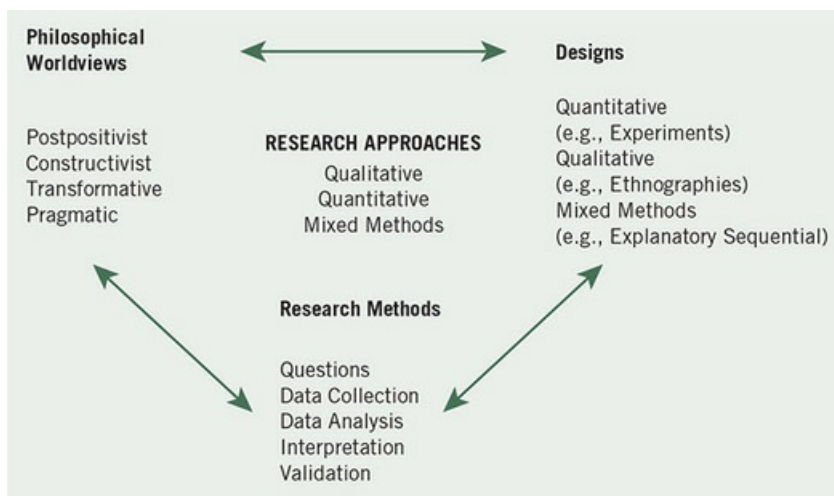 Philosophical
Worldviews
Postpositivist
Constructivist
Transformative
Pragmatic
RESEARCH APPROACHES
Qualitative
Quantitative
Mixed Methods
Designs
Quantitative
(e.g., Experiments)
Qualitative
(e.g., Ethnographies)
Mixed Methods
(e.g., Explanatory Sequential)
Research Methods
Questions
Data Collection
Data Analysis
Interpretation
Validation